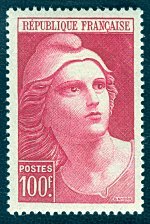 RÉPUBLIQUE FRANÇAISE
POSTES
100F